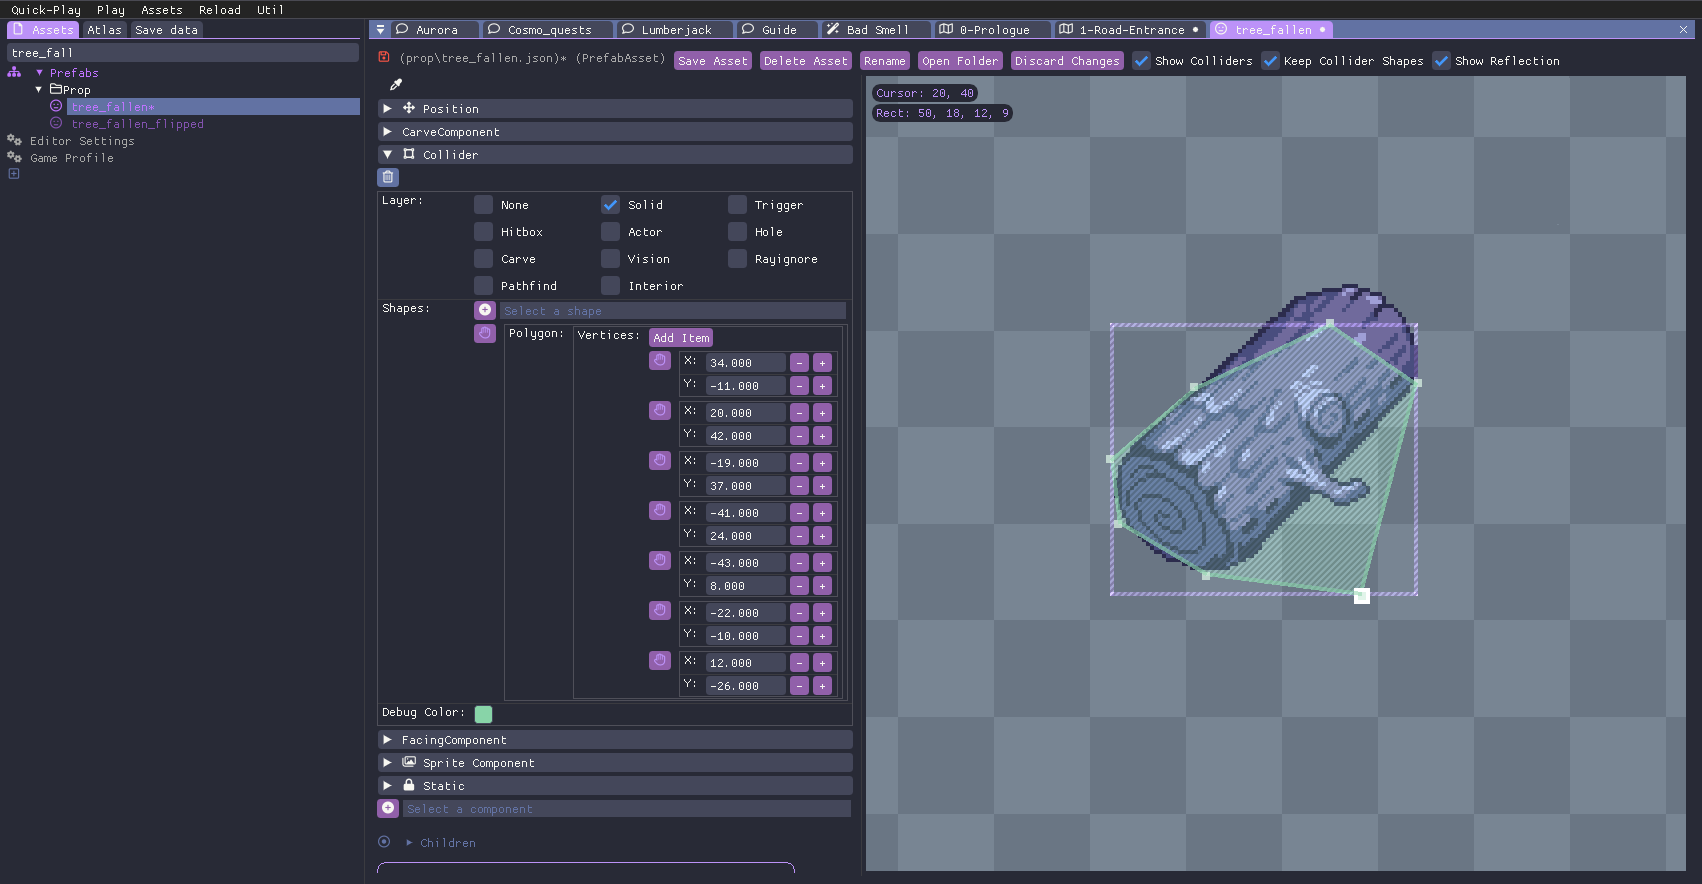 Quick-Play Play Assets Reload Util
Assets Atlas Save data
tree_fall
Prefabs
Prop
tree_fallen*
tree_fallen_flipped
Editor Settings
Game Profile
Aurora Cosmo_quests Lumberjack Guide Bad Smell 0-Prologue 1-Road-Entrance tree_fallen
(prop\tree_fallen.json)* (PrefabAsset) Save Asset Delete Asset Rename Open Folder Discard Changes Show Colliders Keep Collider Shapes Show Reflection
Position
CarveComponent
Collider
Layer: None Solid Trigger
Hitbox Actor Hole
Carve Vision Rayignore
Pathfind Interior
Shapes: Select a shape
Polygon: Vertices: Add Item
X: 34.000 - +
Y: -11.000 - +
X: 20.000 - +
Y: 42.000 - +
X: -19.000 - +
Y: 37.000 - +
X: -41.000 - +
Y: 24.000 - +
X: -43.000 - +
Y: 8.000 - +
X: -22.000 - +
Y: -10.000 - +
X: 12.000 - +
Y: -26.000 - +
Debug Color:
FacingComponent
Sprite Component
Static
Select a component
Children
Cursor: 20, 40
Rect: 50, 18, 12, 9